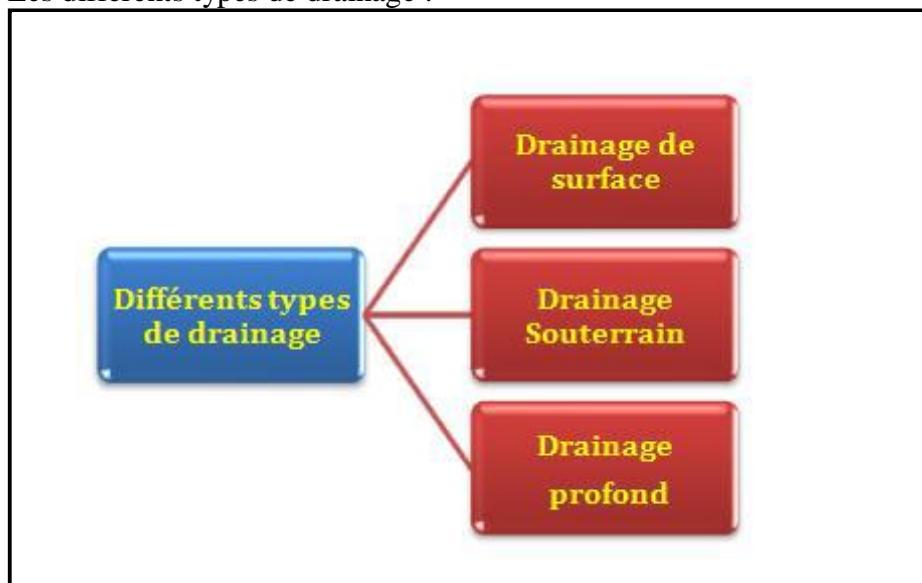 Les différents types de drainage :
Différents types
de drainage
Drainage de
surface
Drainage
Souterrain
Drainage
profond